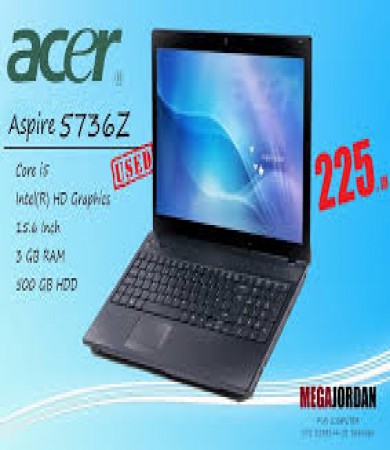 acer
Aspire 5736Z
Core i5
Intel(R) HD Graphics
15.6 Inch
3 GB RAM
500 GB HDD
USED
225
MEGAJORDAN